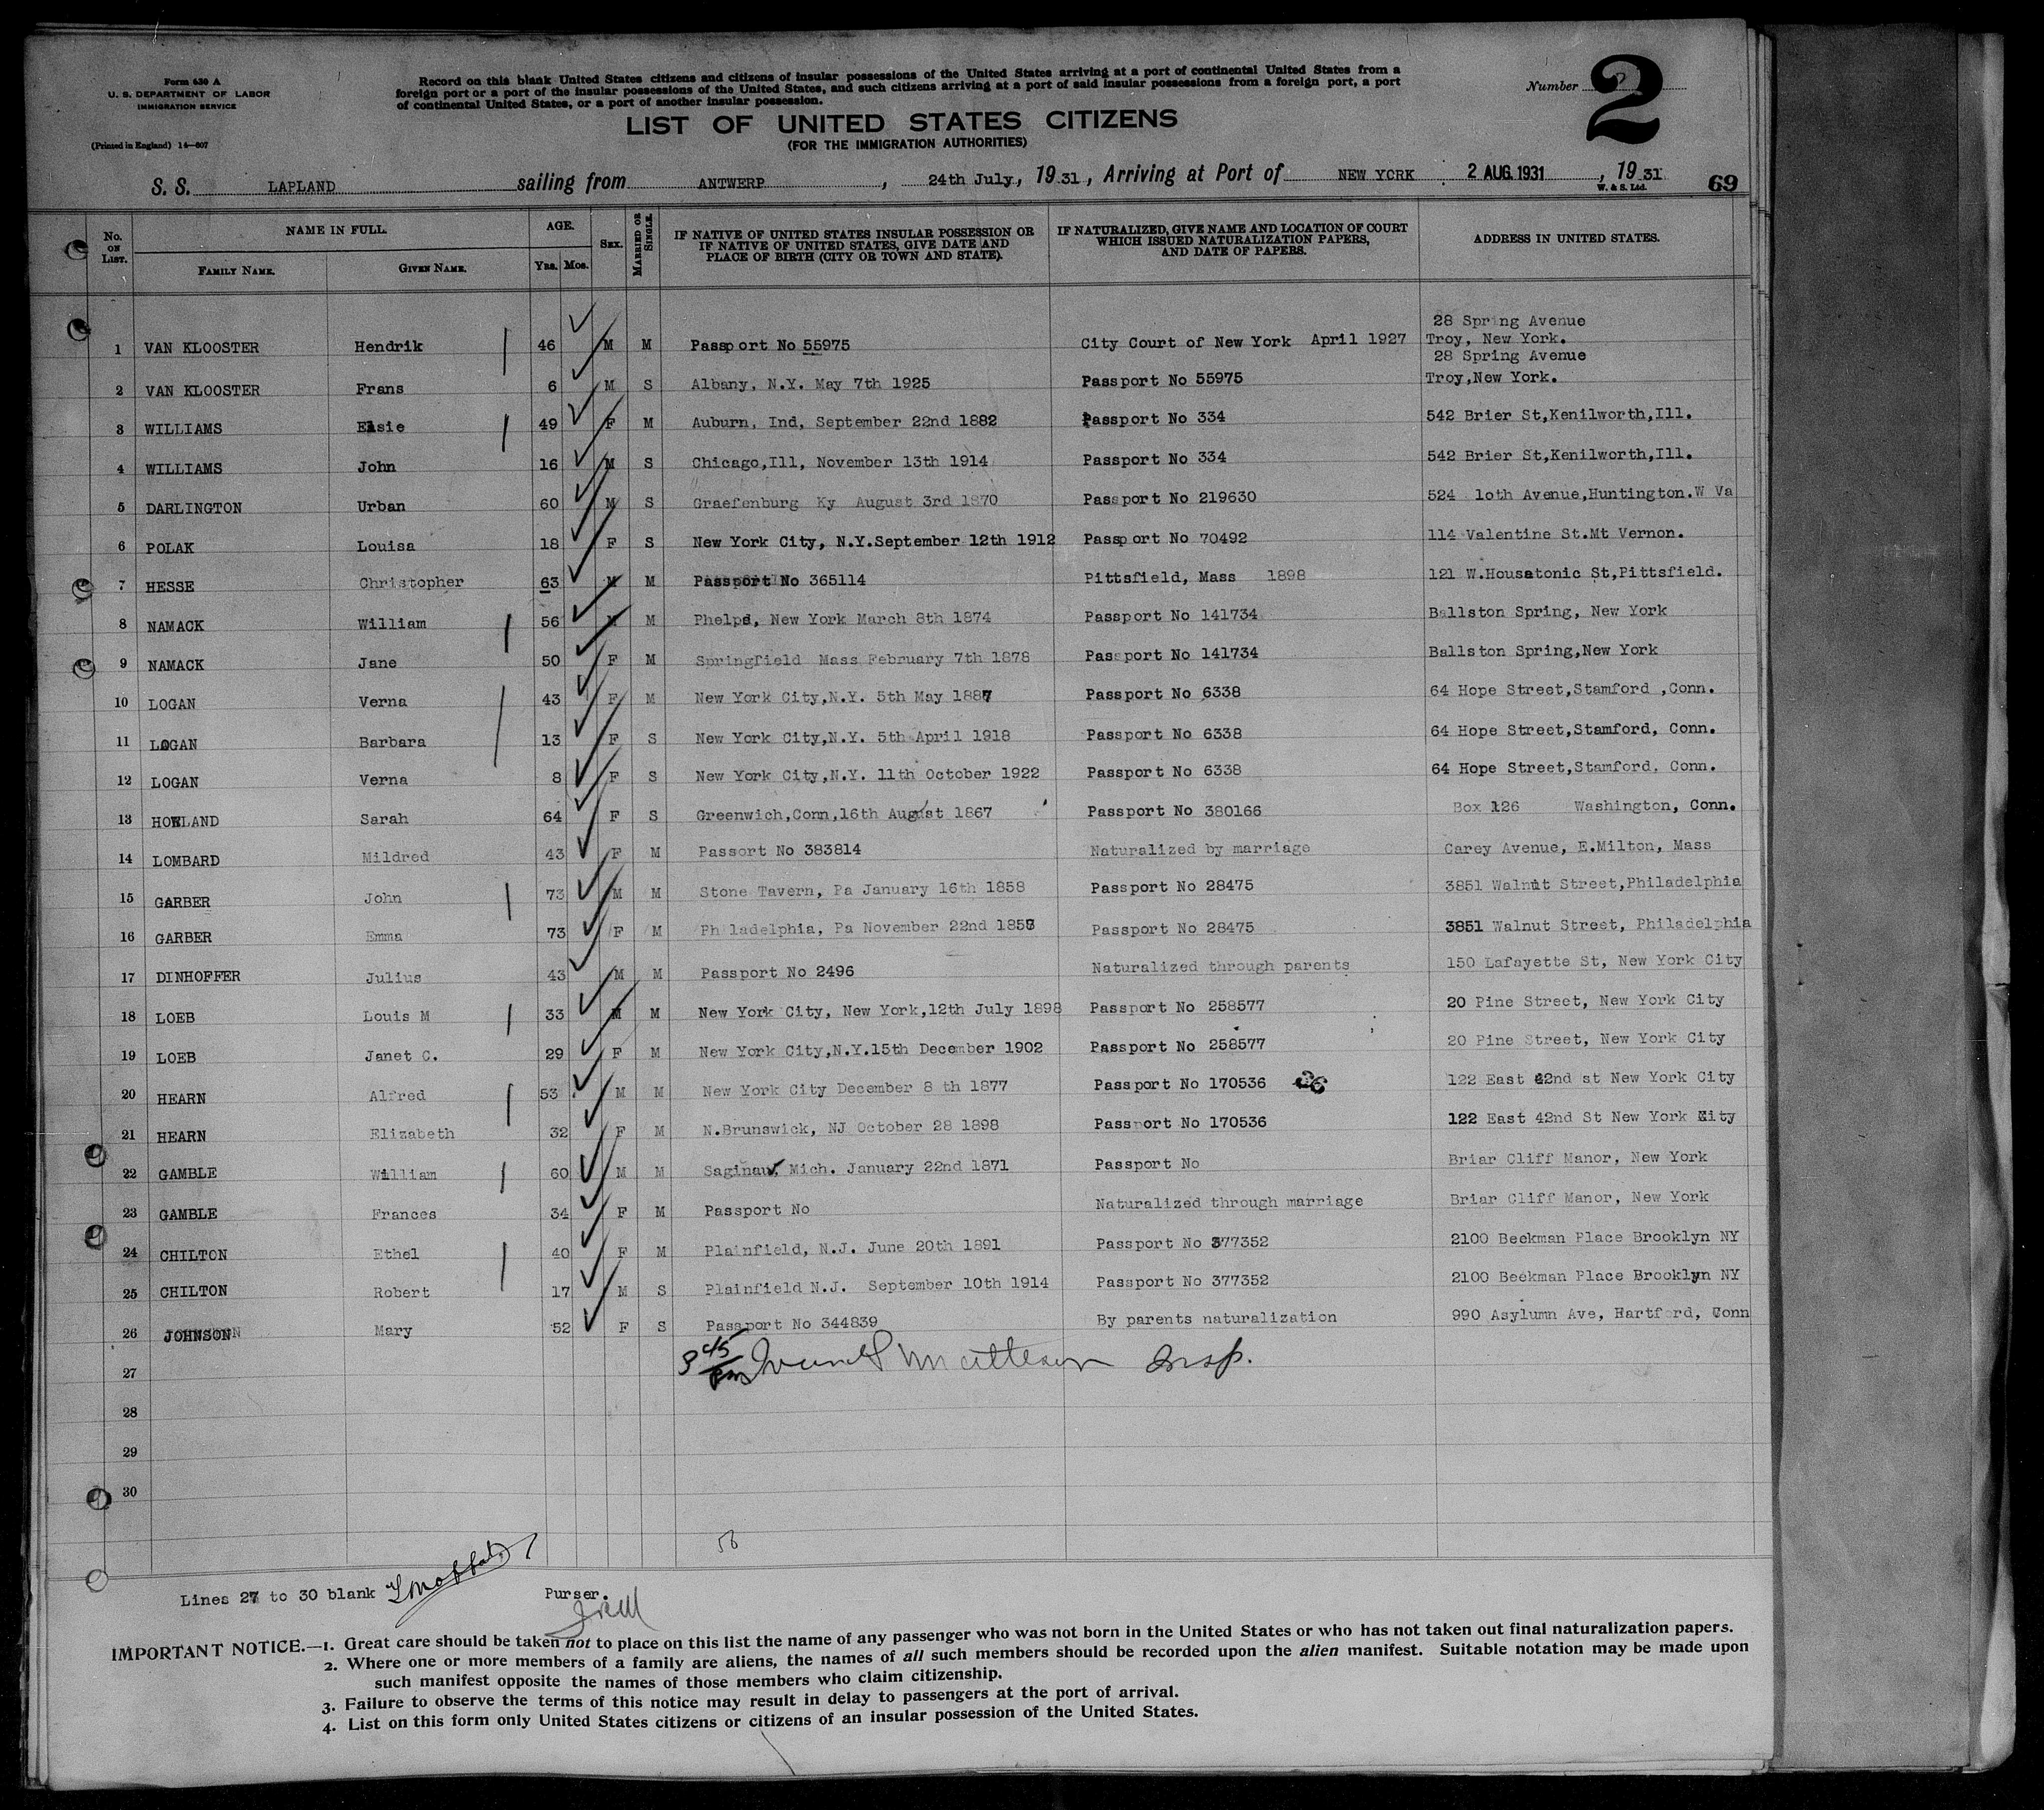 Form 630 A
U. S. DEPARTMENT OF LABOR
IMMIGRATION SERVICE
(Printed in England) 14—607
Record on this blank United States citizens and citizens of insular possessions of the United States arriving at a port of continental United States from a
foreign port or a port of the insular possessions of the United States, and such citizens arriving at a port of said insular possessions from a foreign port, a port
of continental United States, or a port of another insular possession.
Number 2
2
LIST OF UNITED STATES CITIZENS
(FOR THE IMMIGRATION AUTHORITIES)
S. S. LAPLAND sailing from ANTWERP, 24th July, 1931, Arriving at Port of NEW YORK 2 AUG. 1931, 1931
W. & S. Ltd.
69
No. ON LIST. NAME IN FULL. FAMILY NAME. GIVEN NAME. AGE. YRS. MOS. SEX. MARRIED OR SINGLE. IF NATIVE OF UNITED STATES INSULAR POSSESSION OR IF NATIVE OF UNITED STATES, GIVE DATE AND PLACE OF BIRTH (CITY OR TOWN AND STATE). IF NATURALIZED, GIVE NAME AND LOCATION OF COURT WHICH ISSUED NATURALIZATION PAPERS, AND DATE OF PAPERS. ADDRESS IN UNITED STATES.
28 Spring Avenue
1 VAN KLOOSTER Hendrik 46 M M Passport No 55975 City Court of New York April 1927 Troy, New York.
28 Spring Avenue
2 VAN KLOOSTER Frans 6 M S Albany, N.Y. May 7th 1925 Passport No 55975 Troy,New York.
3 WILLIAMS Elsie 49 F M Auburn, Ind, September 22nd 1882 Passport No 334 542 Brier St,Kenilworth,Ill.
4 WILLIAMS John 16 M S Chicago,Ill, November 13th 1914 Passport No 334 542 Brier St,Kenilworth,Ill.
5 DARLINGTON Urban 60 M S Graefenburg Ky August 3rd 1870 Passport No 219630 524 10th Avenue,Huntington.W Va
6 POLAK Louisa 18 F S New York City, N.Y.September 12th 1912 Passport No 70492 114 Valentine St.Mt Vernon.
7 HESSE Christopher 63 M M Passport No 365114 Pittsfield, Mass 1898 121 W.Housatonic St,Pittsfield.
8 NAMACK William 56 M M Phelps, New York March 8th 1874 Passport No 141734 Ballston Spring, New York
9 NAMACK Jane 50 F M Springfield Mass February 7th 1878 Passport No 141734 Ballston Spring,New York
10 LOGAN Verna 43 F M New York City,N.Y. 5th May 1887 Passport No 6338 64 Hope Street,Stamford ,Conn.
11 LOGAN Barbara 13 F S New York City,N.Y. 5th April 1918 Passport No 6338 64 Hope Street,Stamford, Conn.
12 LOGAN Verna 8 F S New York City,N.Y. 11th October 1922 Passport No 6338 64 Hope Street,Stamford, Conn.
13 HOWLAND Sarah 64 F S Greenwich,Conn,16th August 1867 Passport No 380166 Box 126 Washington, Conn.
14 LOMBARD Mildred 43 F M Passort No 383814 Naturalized by marriage Carey Avenue, E.Milton, Mass
15 GARBER John 73 M M Stone Tavern, Pa January 16th 1858 Passport No 28475 3851 Walnut Street,Philadelphia
16 GARBER Emma 73 F M Ph ladelphia, Pa November 22nd 1858 Passport No 28475 3851 Walnut Street, Philadelphia
17 DINHOFFER Julius 43 M M Passport No 2496 Naturalized through parents 150 Lafayette St, New York City
18 LOEB Louis M 33 M M New York City, New York,12th July 1898 Passport No 258577 20 Pine Street, New York City
19 LOEB Janet C. 29 F M New York City,N.Y.15th December 1902 Passport No 258577 20 Pine Street, New York City
20 HEARN Alfred 53 M M New York City December 8 th 1877 Passport No 170536 122 East 42nd st New York City
21 HEARN Elizabeth 32 F M N.Brunswick, NJ October 28 1898 Passport No 170536 122 East 42nd St New York City
22 GAMBLE William 60 M M Saginaw, Mich. January 22nd 1871 Passport No Briar Cliff Manor, New York
23 GAMBLE Frances 34 F M Passport No Naturalized through marriage Briar Cliff Manor, New York
24 CHILTON Ethel 40 F M Plainfield, N.J. June 20th 1891 Passport No 377352 2100 Beekman Place Brooklyn NY
25 CHILTON Robert 17 M S Plainfield N.J. September 10th 1914 Passport No 377352 2100 Beekman Place Brooklyn NY
26 JOHNSON Mary 52 F S Passport No 344839 By parents naturalization 990 Asylumn Ave, Hartford, Conn
27 Insp.
28
29
30
Lines 27 to 30 blank Purser.
IMPORTANT NOTICE.—1. Great care should be taken not to place on this list the name of any passenger who was not born in the United States or who has not taken out final naturalization papers.
2. Where one or more members of a family are aliens, the names of all such members should be recorded upon the alien manifest. Suitable notation may be made upon
such manifest opposite the names of those members who claim citizenship.
3. Failure to observe the terms of this notice may result in delay to passengers at the port of arrival.
4. List on this form only United States citizens or citizens of an insular possession of the United States.